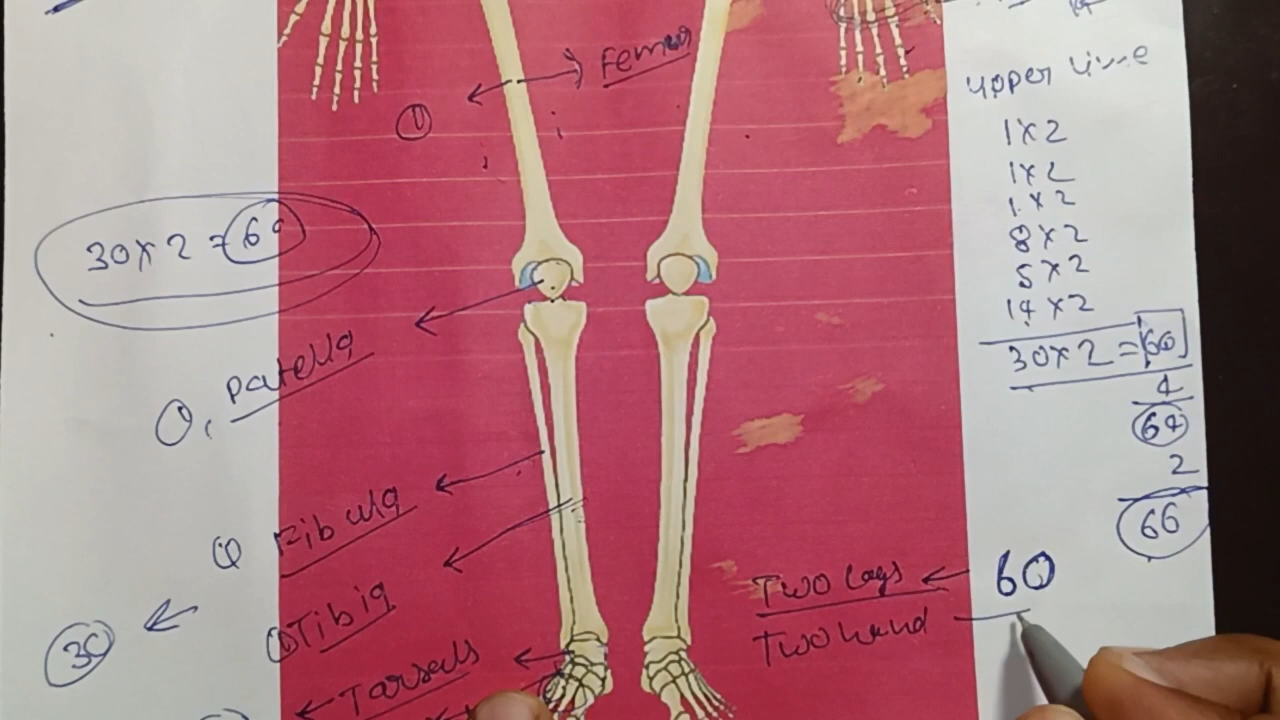 Femur
1
upper lime
1x2
1x2
1x2
8x2
5x2
14x2
30x2=60
4
64
2
66
30x2=60
1. patella
1 Fibula
1 Tibia
30
Tarsals
Two legs ← 60
Two hand